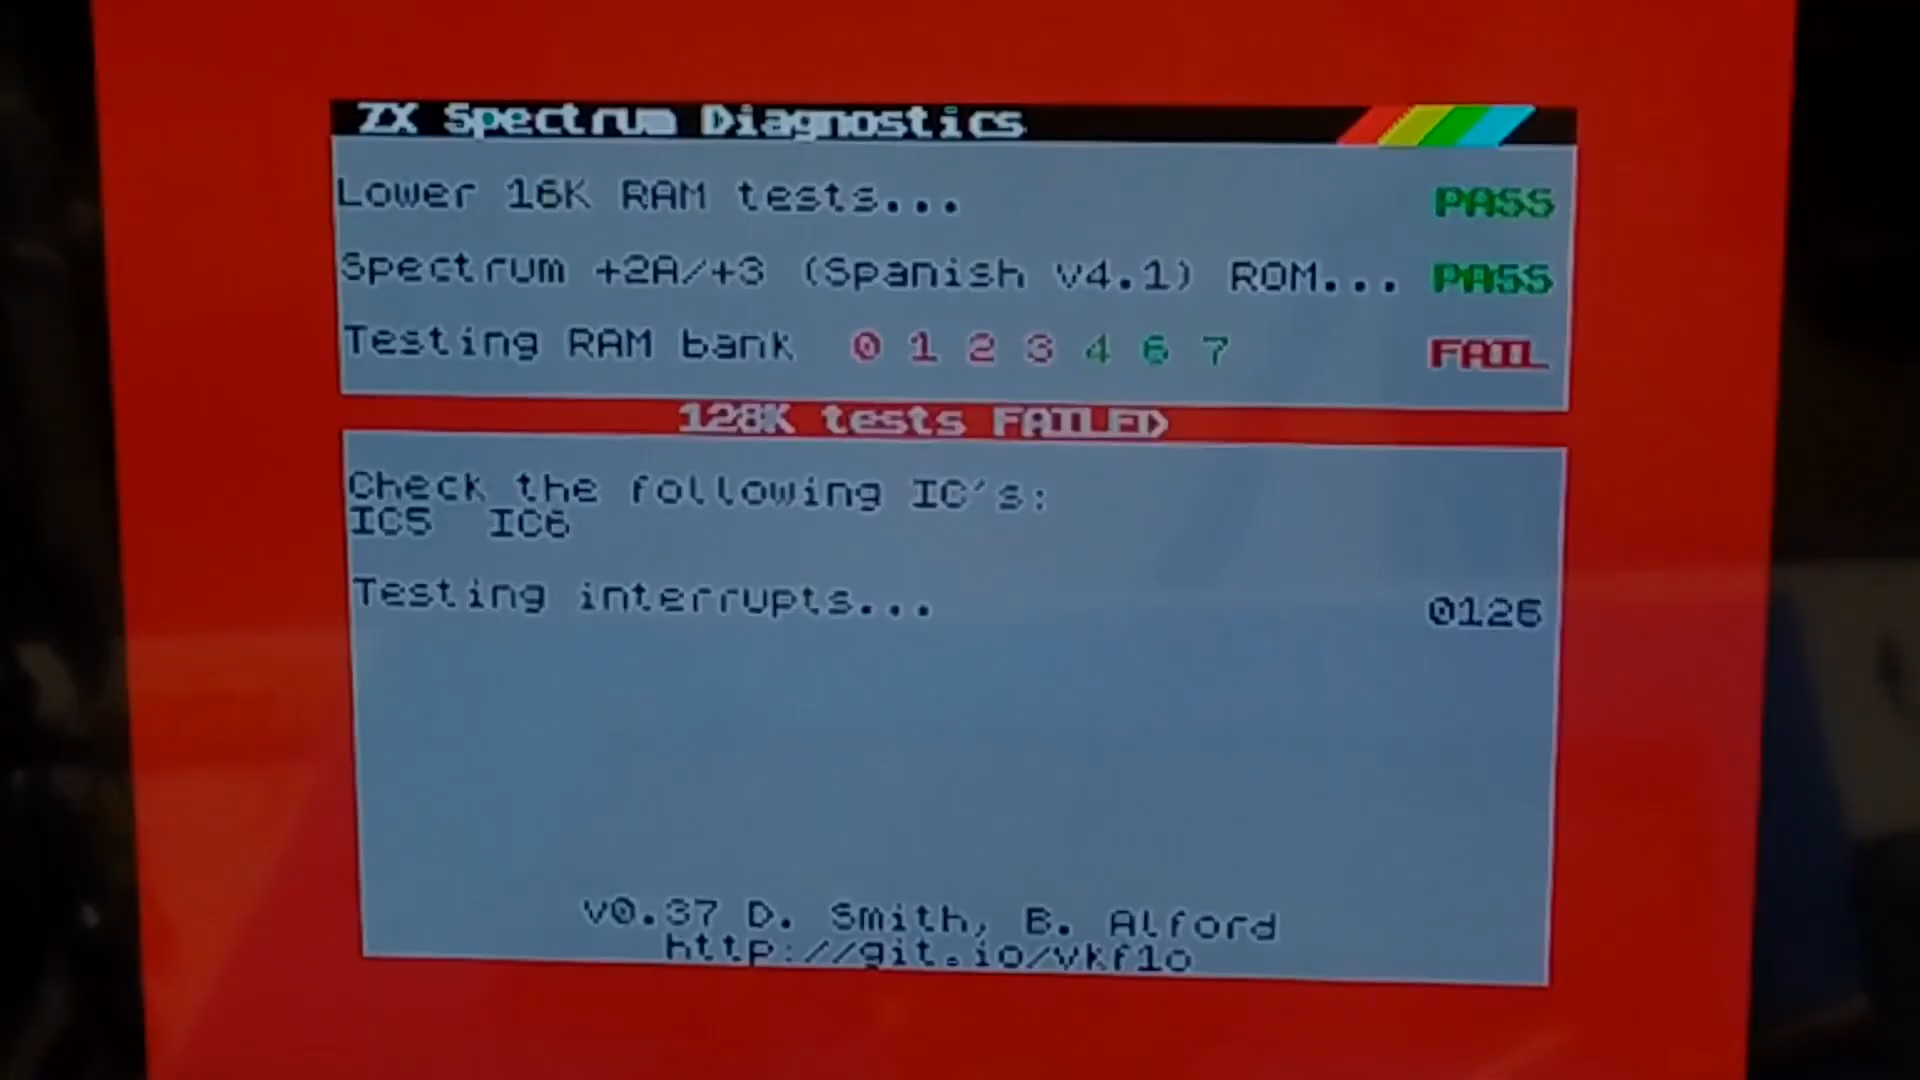 ZX Spectrum Diagnostics
Lower 16K RAM tests... PASS
Spectrum +2A/+3 (Spanish v4.1) ROM... PASS
Testing RAM bank 0 1 2 3 4 6 7 FAIL
128K tests FAILED
Check the following IC's:
IC5 IC6
Testing interrupts... 0126
v0.37 D. Smith, B. Alford
http://git.io/vkf1o